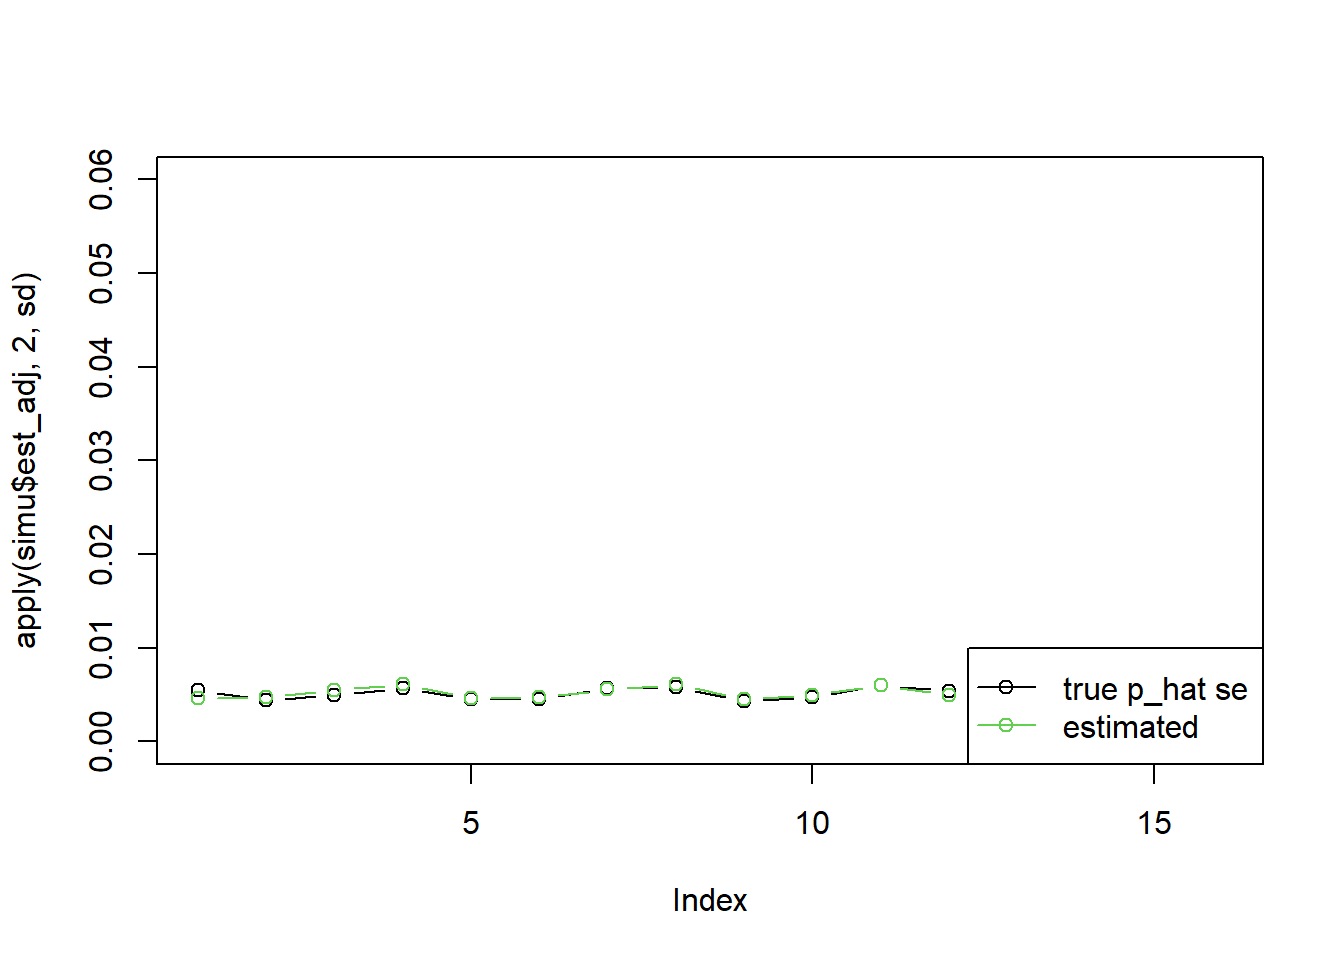 apply(simu$est_adj, 2, sd)
0.06
0.05
0.04
0.03
0.02
0.01
0.00
true p_hat se
estimated
5 10 15
Index